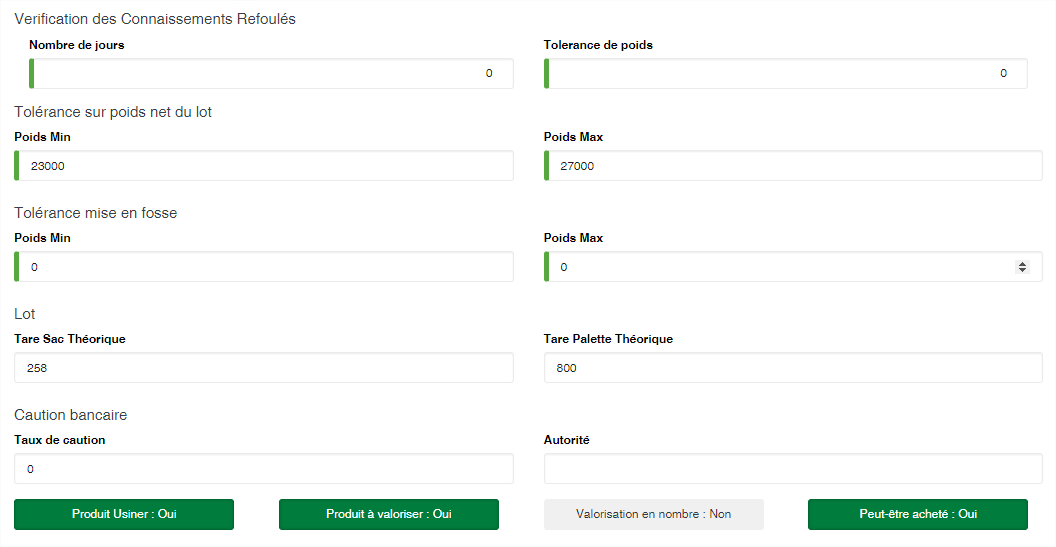 Verification des Connaissements Refoulés
Nombre de jours
Tolerance de poids
0
0
Tolérance sur poids net du lot
Poids Min
Poids Max
23000
27000
Tolérance mise en fosse
Poids Min
Poids Max
0
0
Lot
Tare Sac Théorique
Tare Palette Théorique
258
800
Caution bancaire
Taux de caution
Autorité
0
Produit Usiner : Oui
Produit à valoriser : Oui
Valorisation en nombre : Non
Peut-être acheté : Oui